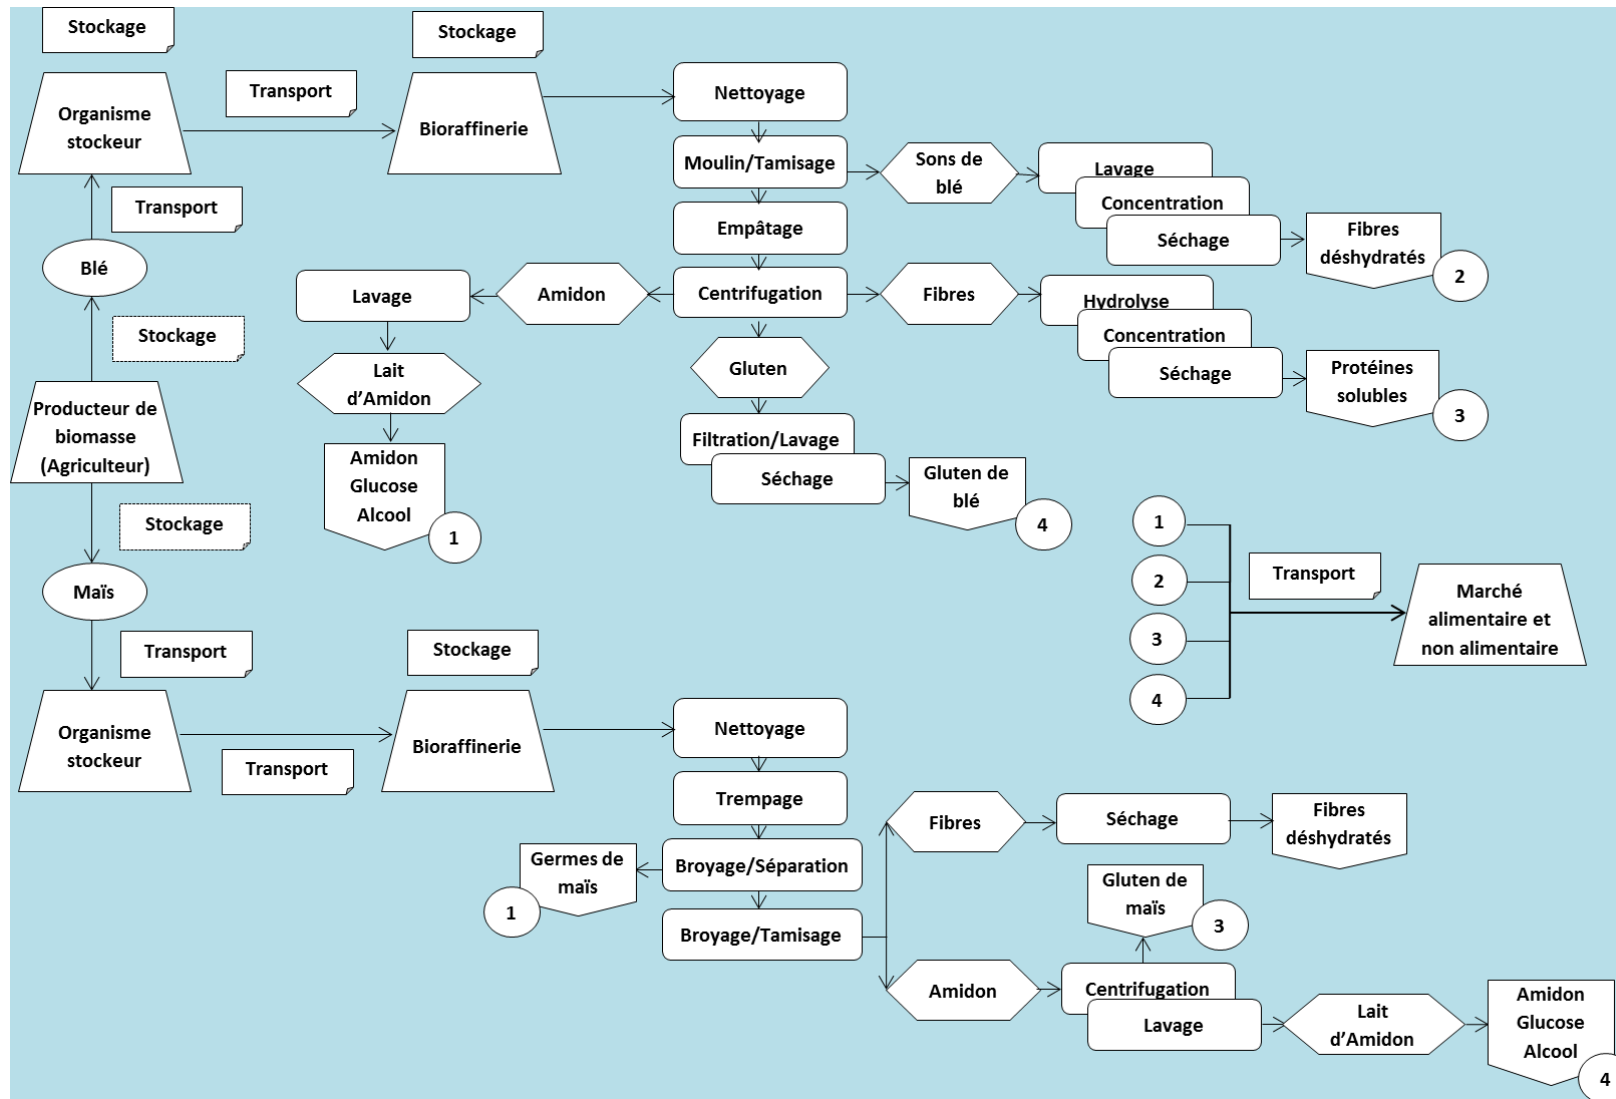 Stockage
Stockage
Organisme
stockeur
Transport
Bioraffinerie
Nettoyage
Moulin/Tamisage
Sons de
blé
Lavage
Concentration
Séchage
Fibres
déshydratés
2
Transport
Blé
Empâtage
Centrifugation
Amidon
Lavage
Fibres
Hydrolyse
Concentration
Séchage
Protéines
solubles
3
Stockage
Lait
d’Amidon
Gluten
Producteur de
biomasse
(Agriculteur)
Amidon
Glucose
Alcool
1
Filtration/Lavage
Séchage
Gluten de
blé
4
Stockage
Maïs
1
2
3
4
Transport
Marché
alimentaire et
non alimentaire
Transport
Stockage
Organisme
stockeur
Transport
Bioraffinerie
Nettoyage
Trempage
Broyage/Séparation
Germes de
maïs
1
Broyage/Tamisage
Fibres
Séchage
Fibres
déshydratés
Gluten de
maïs
3
Amidon
Centrifugation
Lavage
Lait
d’Amidon
Amidon
Glucose
Alcool
4